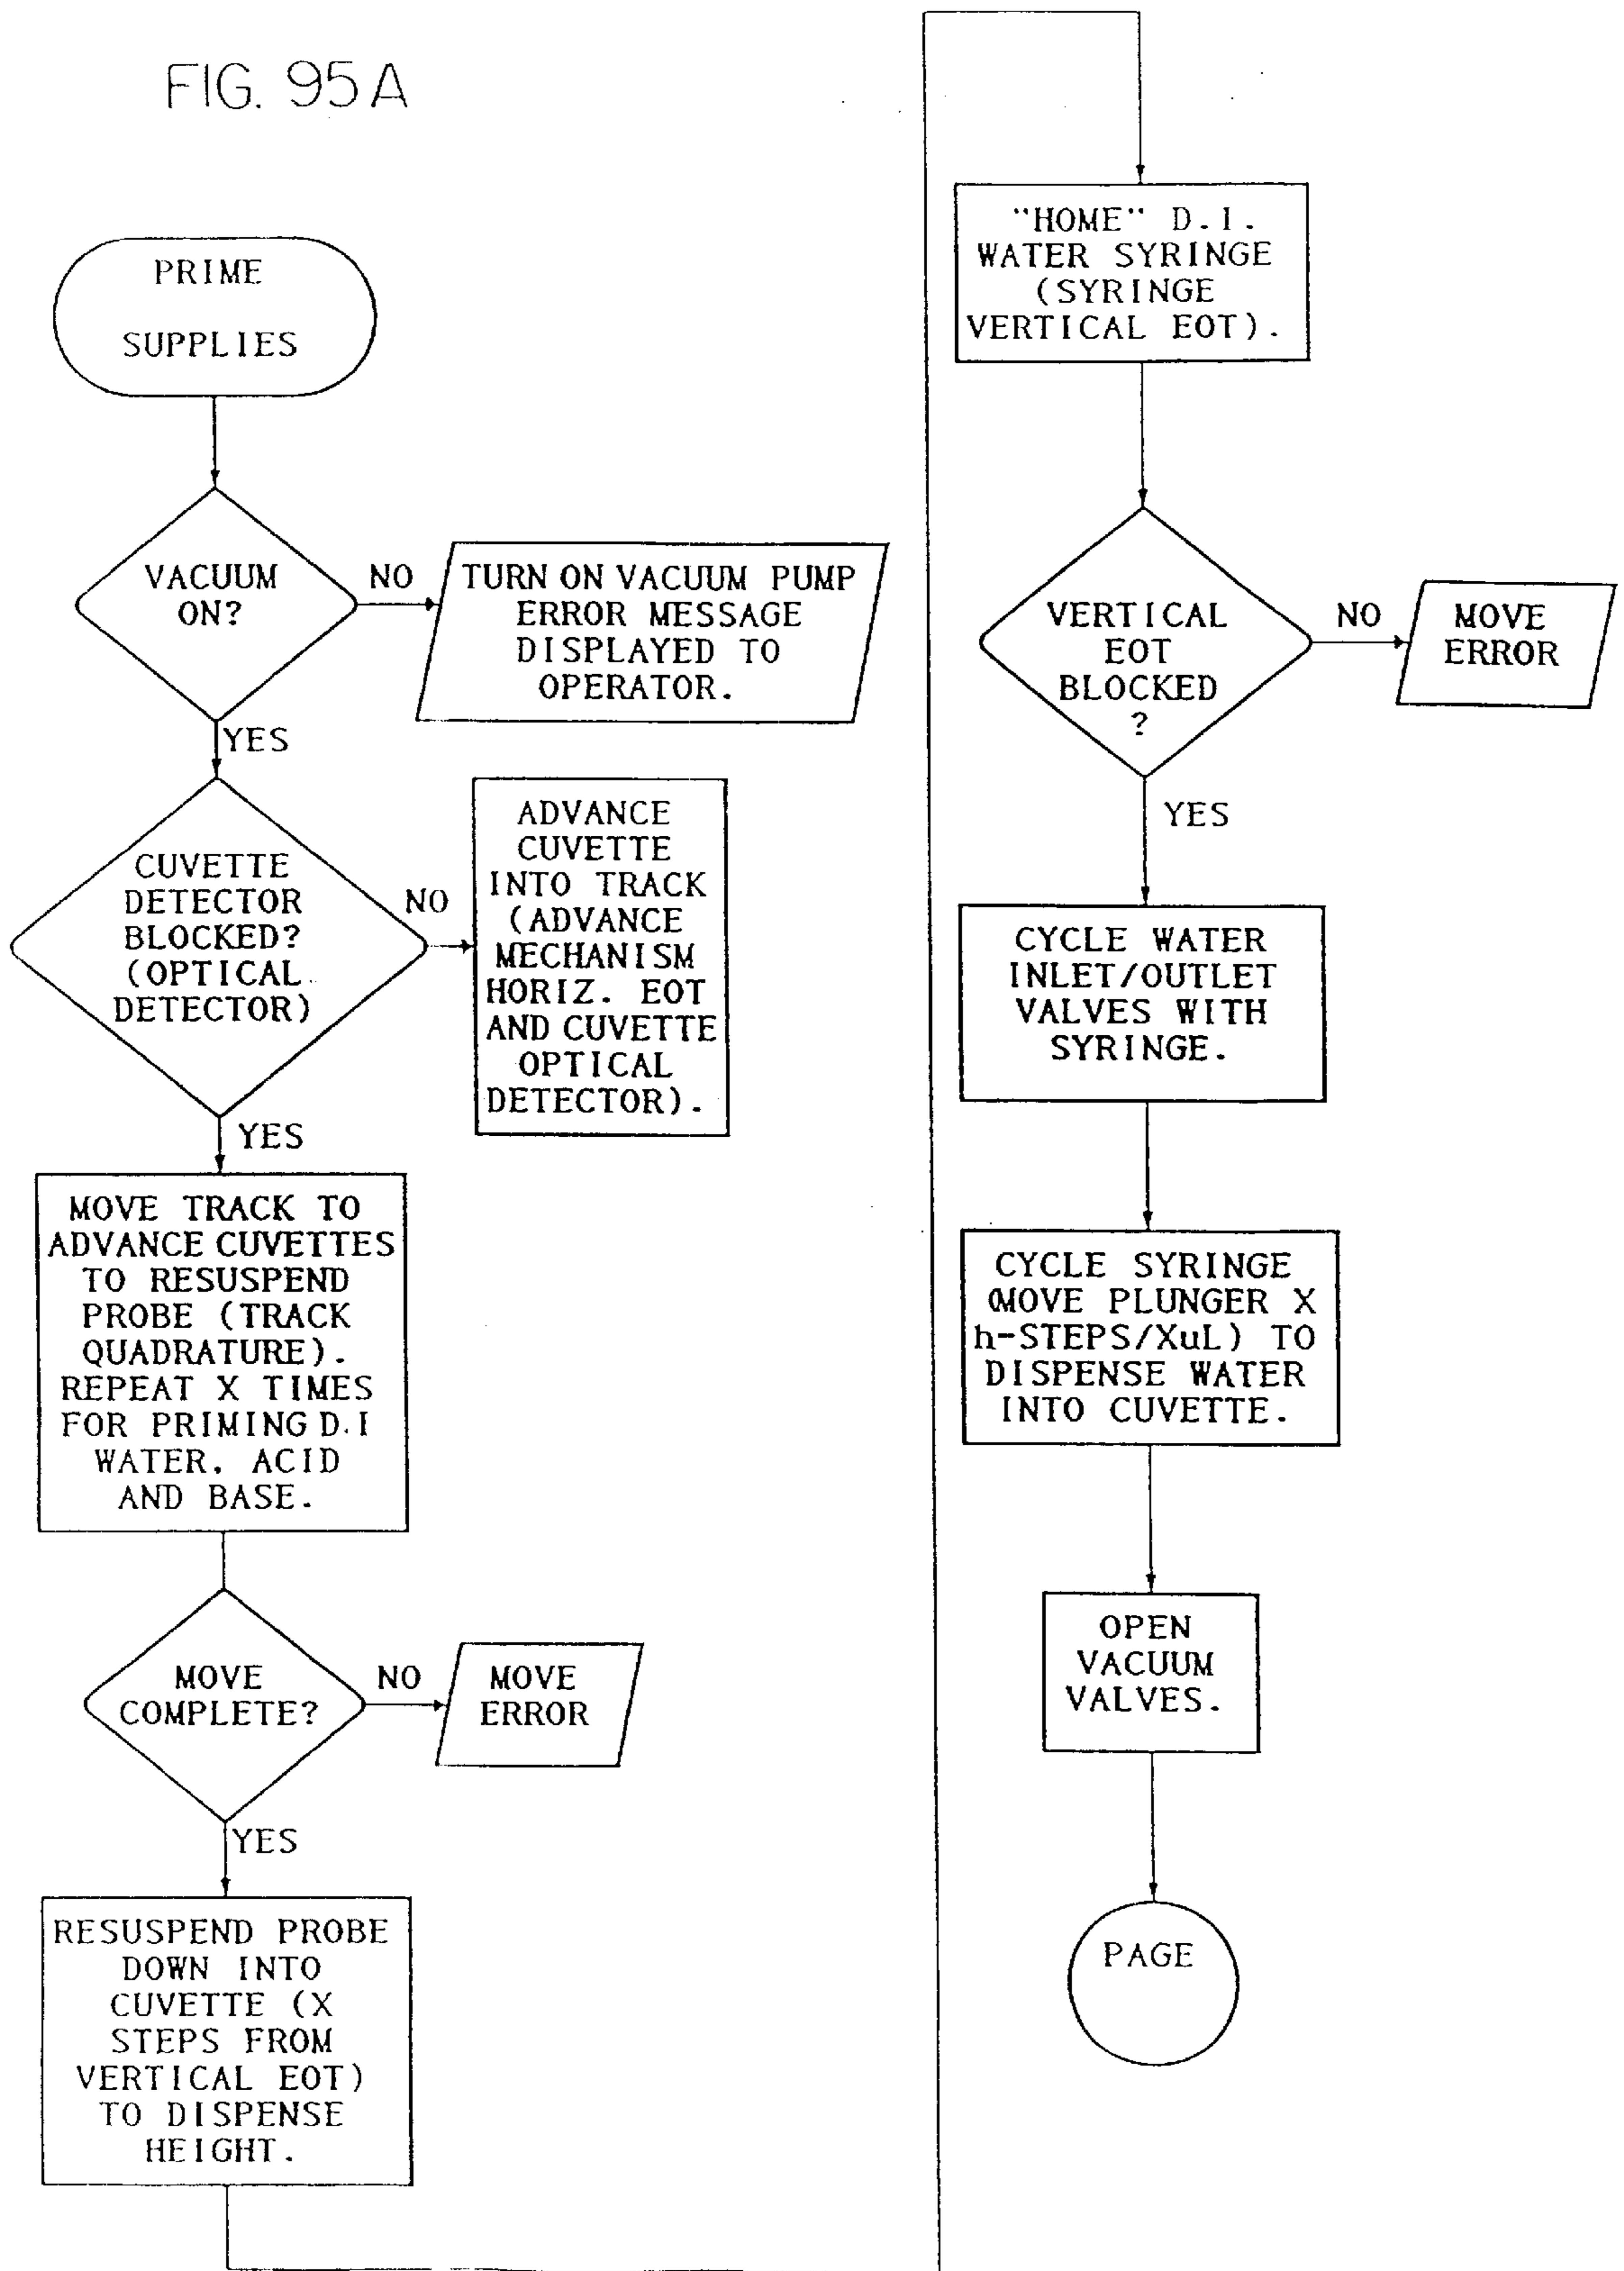 FIG. 95A
PRIME
SUPPLIES
VACUUM
ON?
NO
TURN ON VACUUM PUMP
ERROR MESSAGE
DISPLAYED TO
OPERATOR.
YES
CUVETTE
DETECTOR
BLOCKED?
(OPTICAL
DETECTOR)
NO
ADVANCE
CUVETTE
INTO TRACK
(ADVANCE
MECHANISM
HORIZ. EOT
AND CUVETTE
OPTICAL
DETECTOR).
YES
MOVE TRACK TO
ADVANCE CUVETTES
TO RESUSPEND
PROBE (TRACK
QUADRATURE).
REPEAT X TIMES
FOR PRIMING D.I
WATER, ACID
AND BASE.
MOVE
COMPLETE?
NO
MOVE
ERROR
YES
RESUSPEND PROBE
DOWN INTO
CUVETTE (X
STEPS FROM
VERTICAL EOT)
TO DISPENSE
HEIGHT.
"HOME" D.I.
WATER SYRINGE
(SYRINGE
VERTICAL EOT).
VERTICAL
EOT
BLOCKED
?
NO
MOVE
ERROR
YES
CYCLE WATER
INLET/OUTLET
VALVES WITH
SYRINGE.
CYCLE SYRINGE
(MOVE PLUNGER X
h-STEPS/XuL) TO
DISPENSE WATER
INTO CUVETTE.
OPEN
VACUUM
VALVES.
PAGE